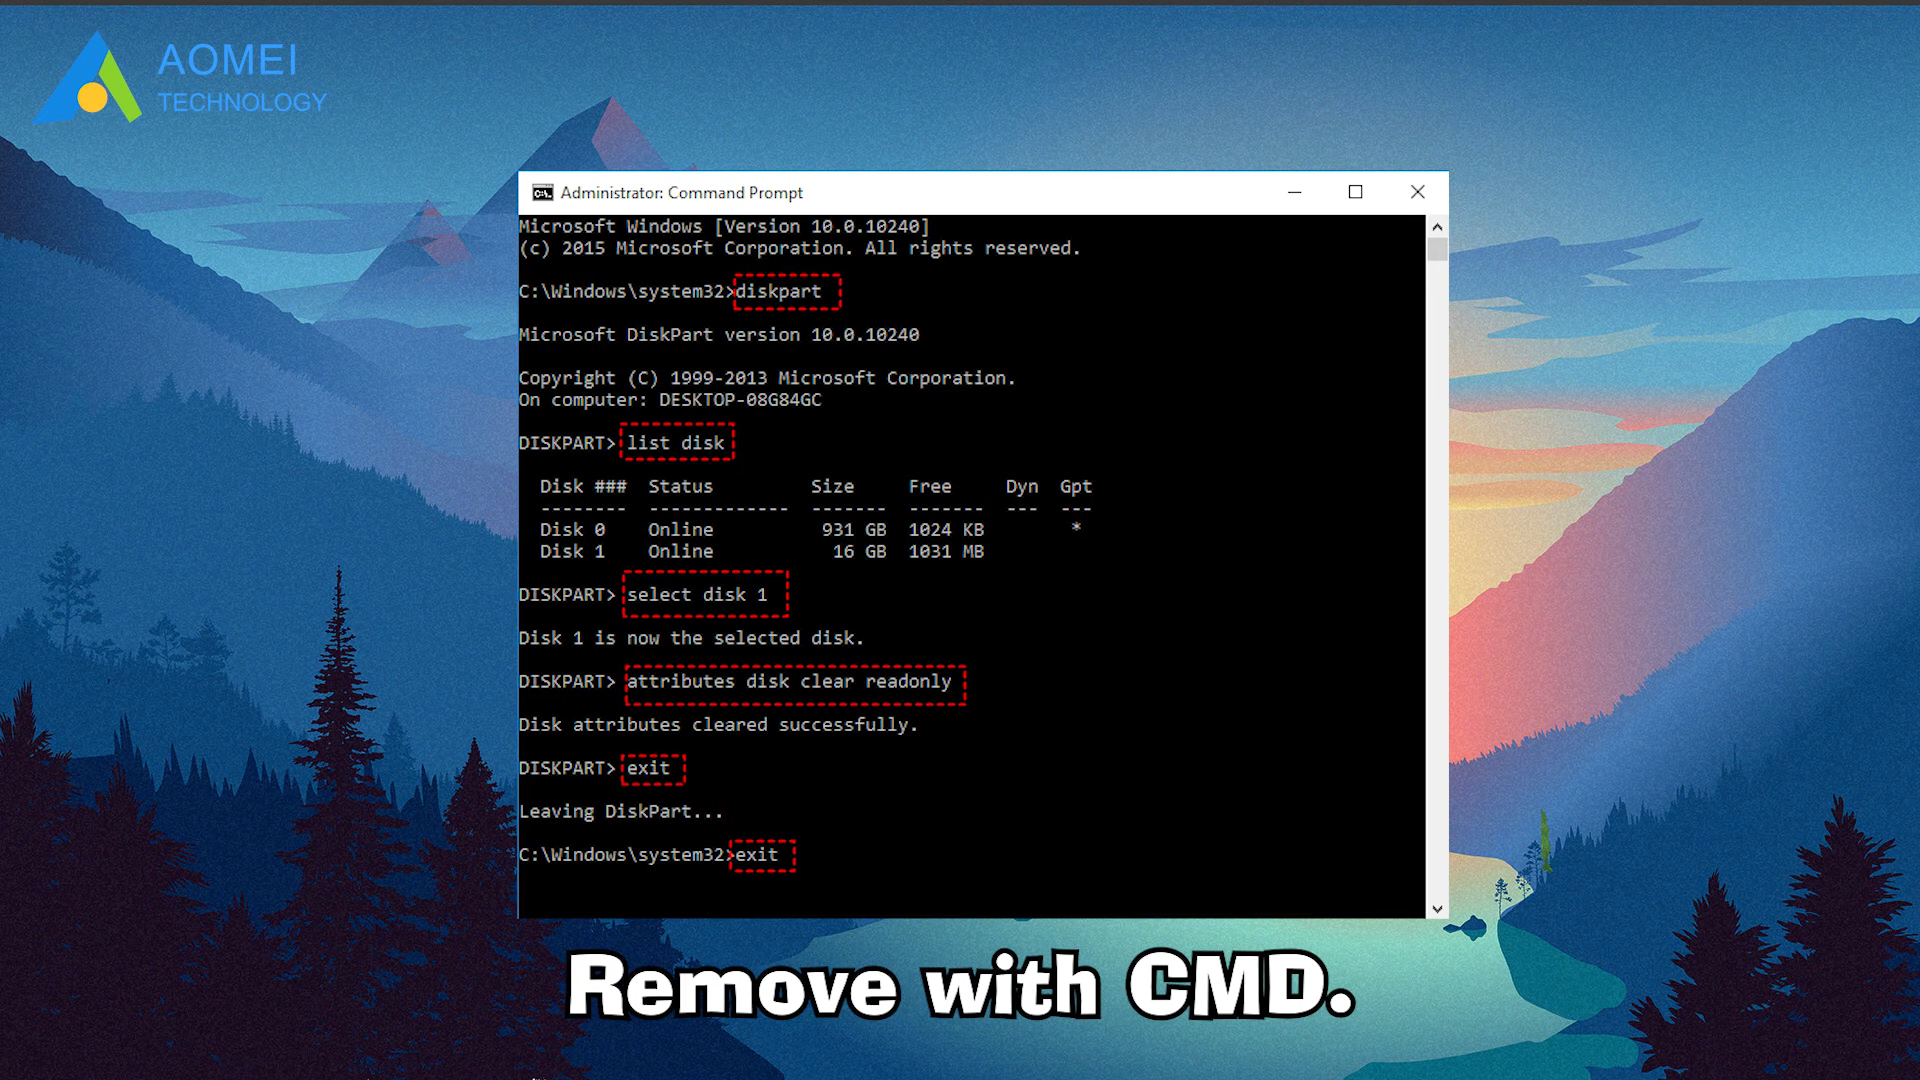 AOMEI
TECHNOLOGY
Administrator: Command Prompt
Microsoft Windows [Version 10.0.10240]
(c) 2015 Microsoft Corporation. All rights reserved.
C:\Windows\system32>diskpart
Microsoft DiskPart version 10.0.10240
Copyright (C) 1999-2013 Microsoft Corporation.
On computer: DESKTOP-08G84GC
DISKPART> list disk
Disk ###  Status         Size     Free     Dyn  Gpt
--------  -------------  -------  -------  ---  ---
Disk 0    Online          931 GB  1024 KB        *
Disk 1    Online           16 GB  1031 MB
DISKPART> select disk 1
Disk 1 is now the selected disk.
DISKPART> attributes disk clear readonly
Disk attributes cleared successfully.
DISKPART> exit
Leaving DiskPart...
C:\Windows\system32>exit
Remove with CMD.